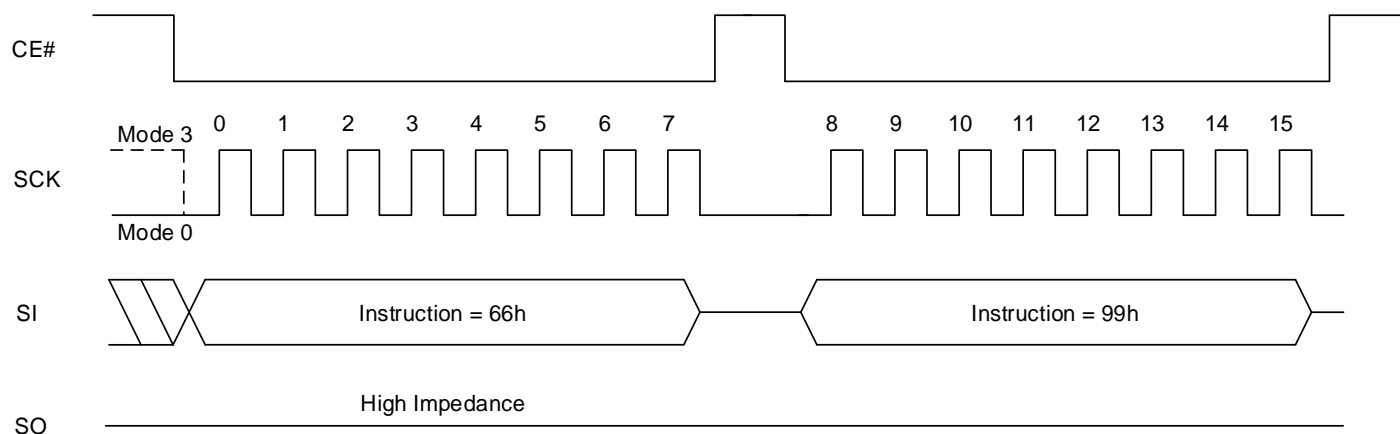 CE#
Mode 3
0 1 2 3 4 5 6 7 8 9 10 11 12 13 14 15
SCK
Mode 0
SI
Instruction = 66h
Instruction = 99h
High Impedance
SO